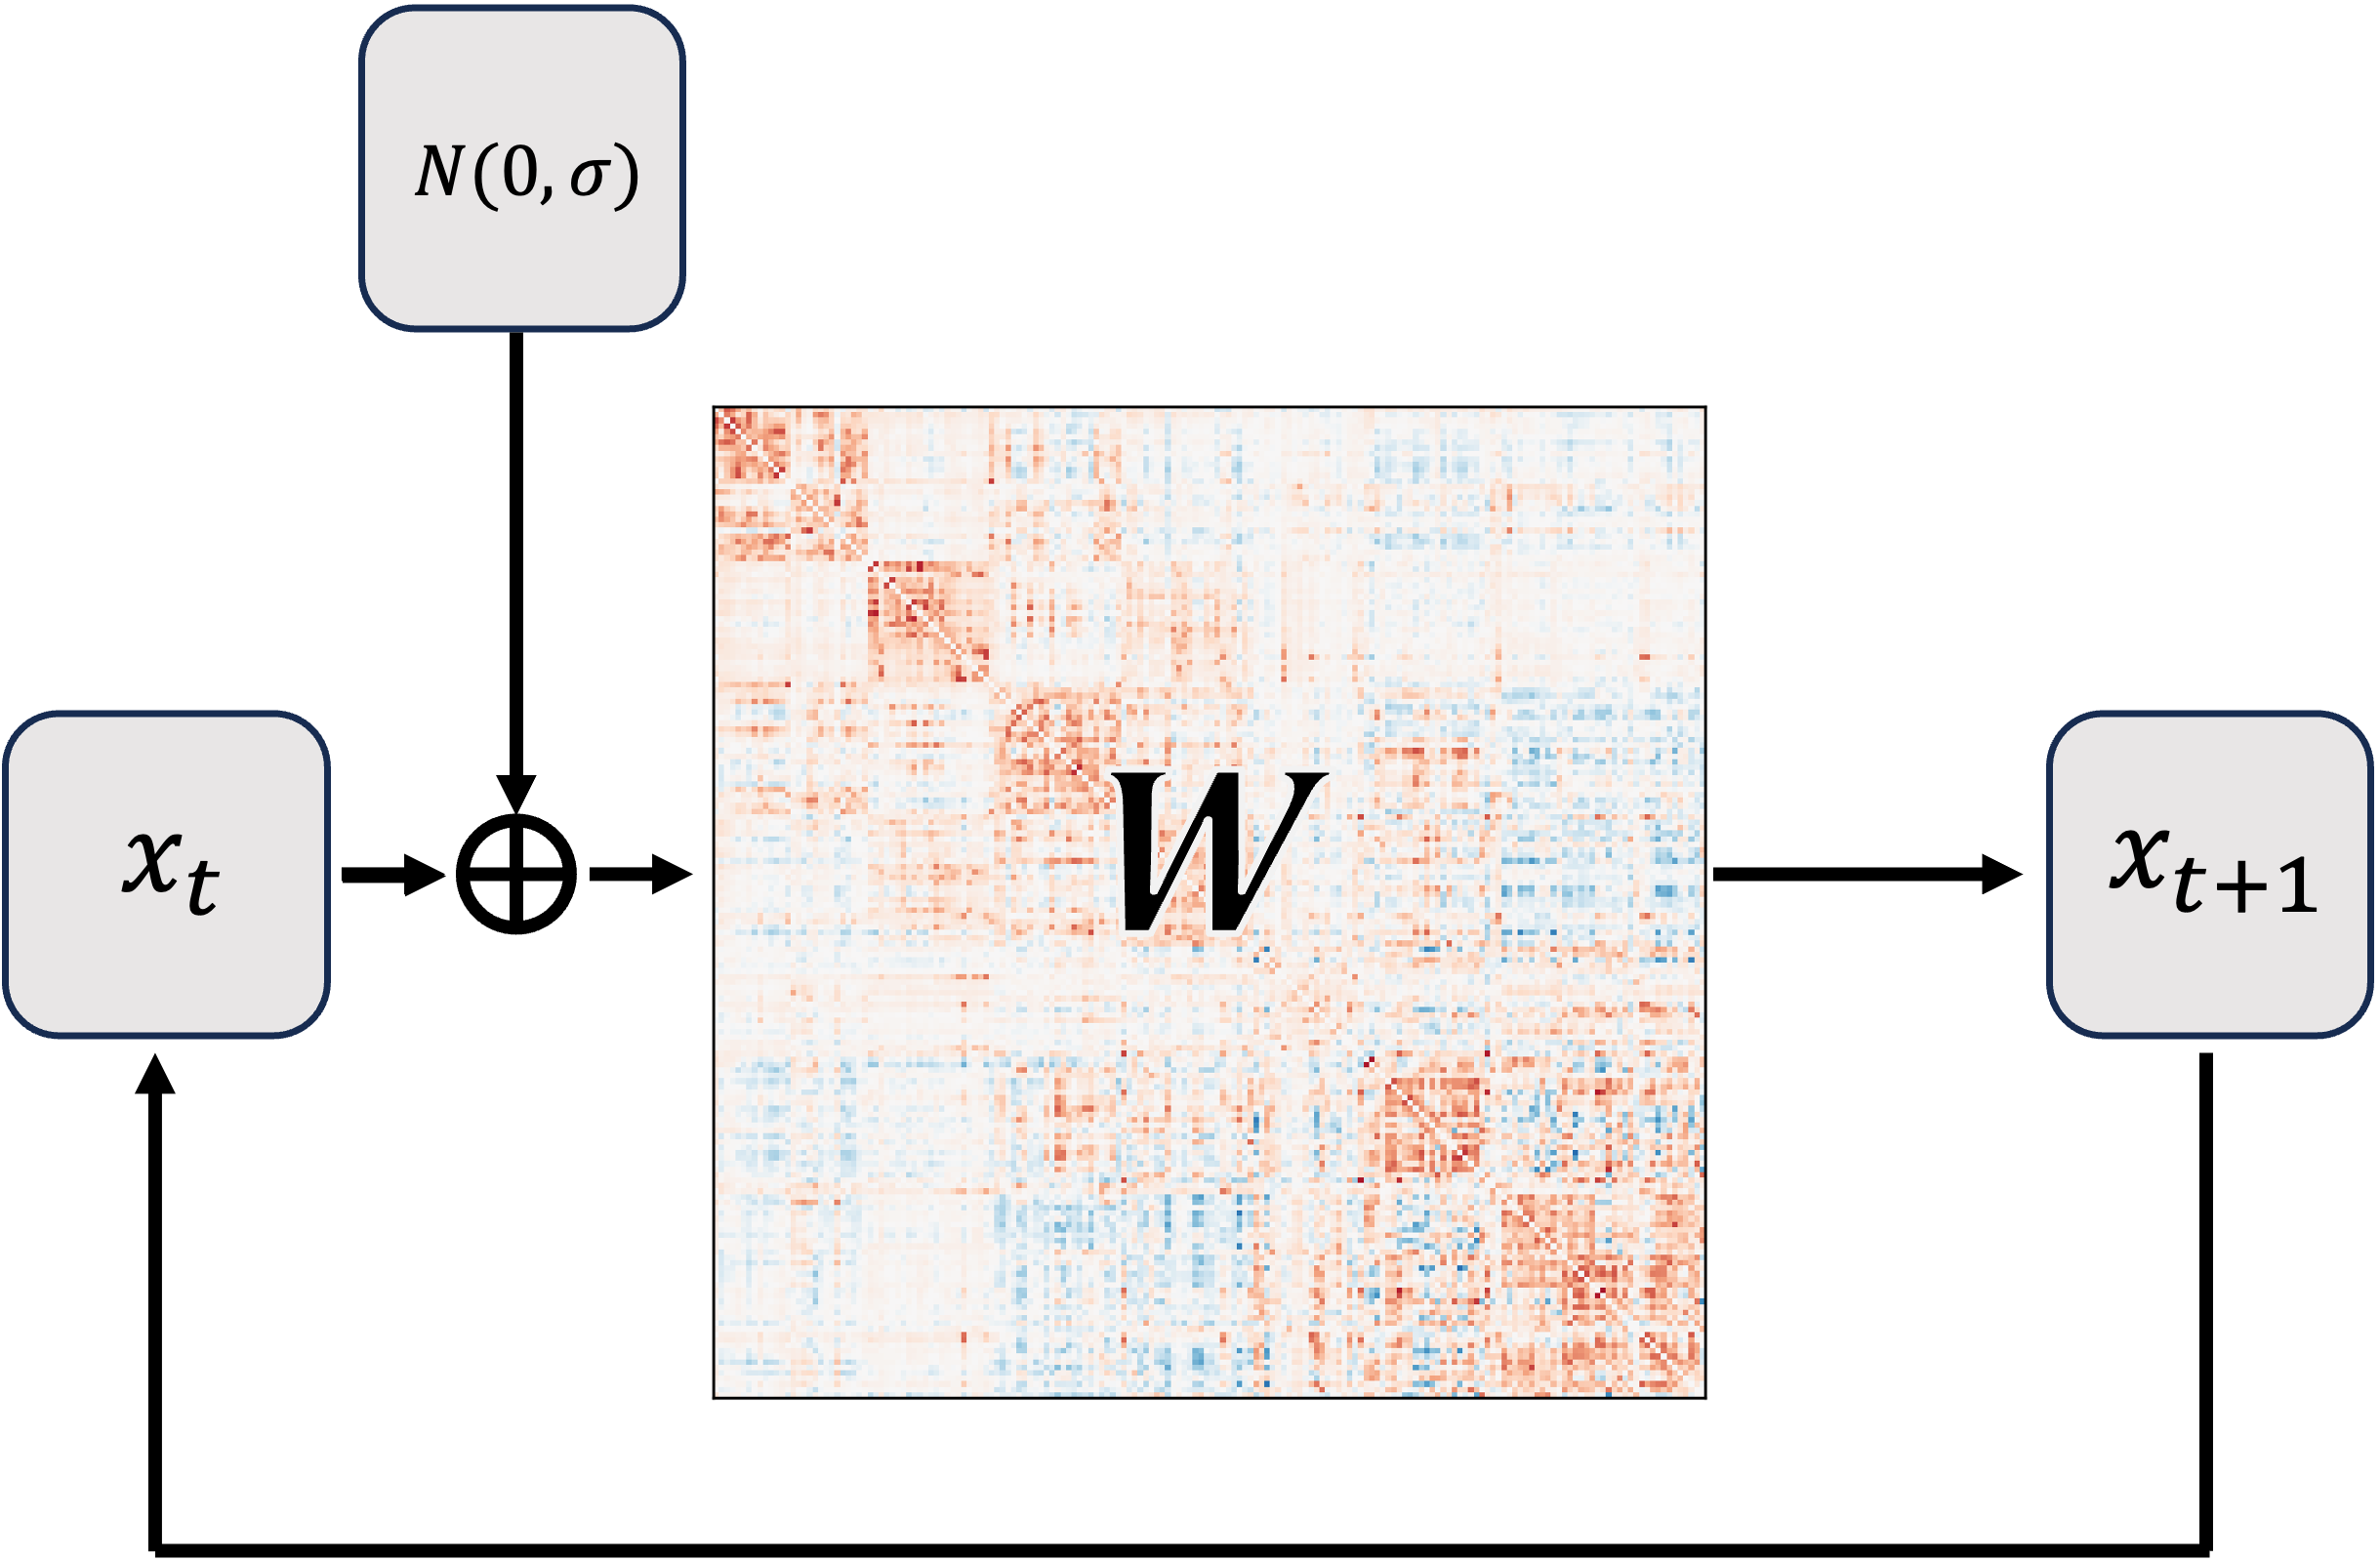 N(0, σ)
x_t
W
x_{t+1}